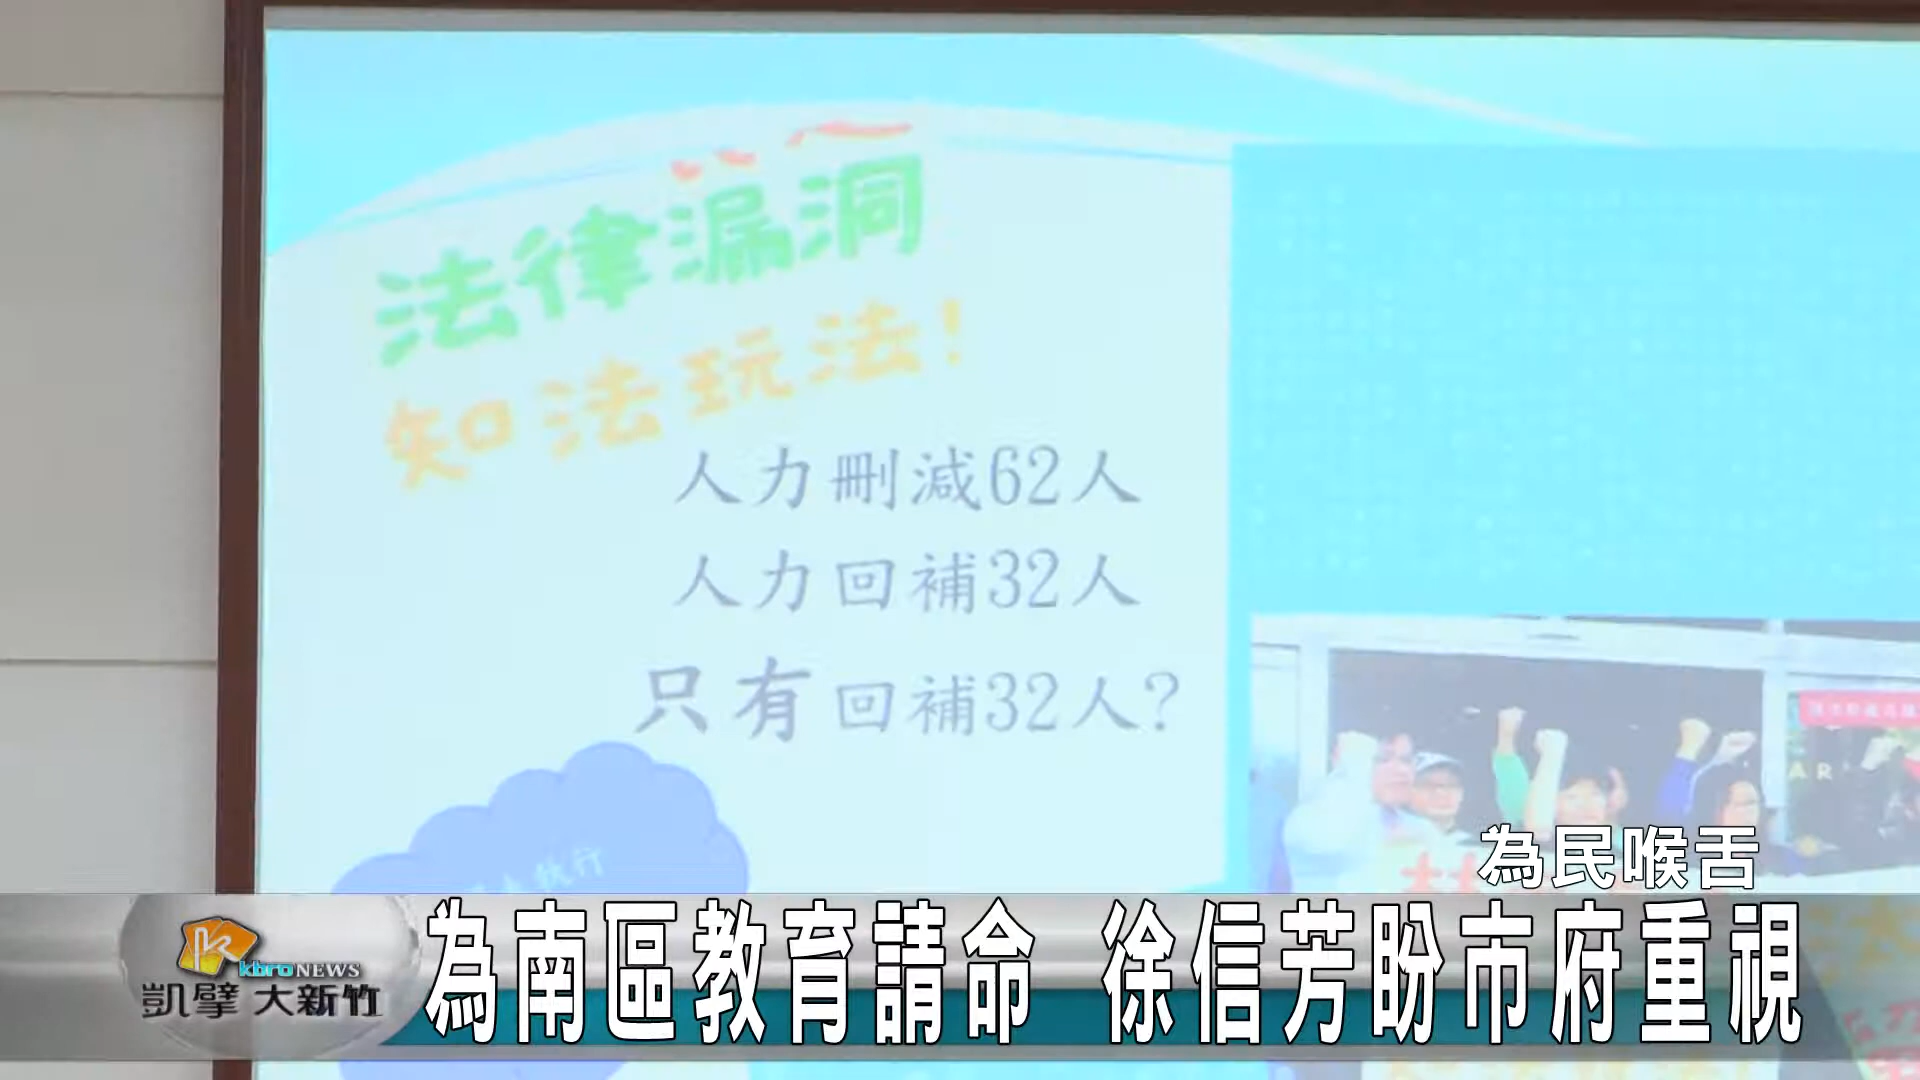 法律漏洞
知法玩法!
人力刪減62人
人力回補32人
只有回補32人?
AR
為民喉舌
kbro NEWS
凱擘 大新竹
為南區教育請命 徐信芳盼市府重視